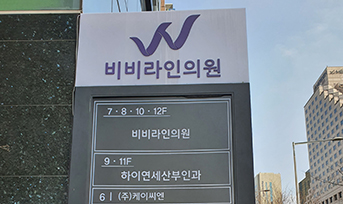 비비라인의원
7 · 8 · 10 · 12F
비비라인의원
9 · 11F
하이연세산부인과
6 | (주)케이씨엔